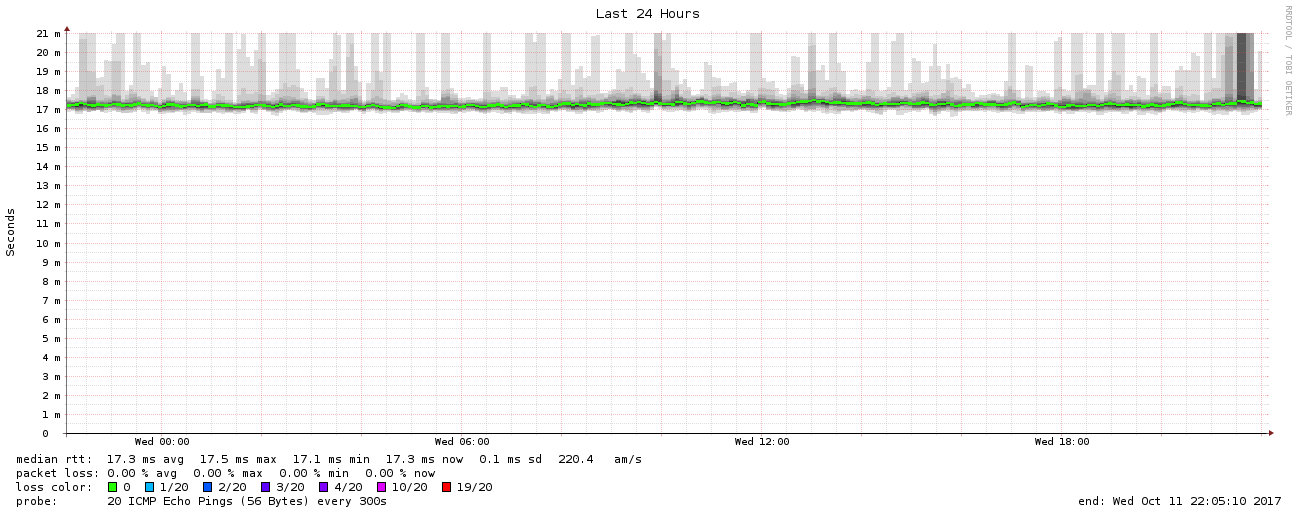 Last 24 Hours
RRDTOOL / TOBI OETIKER
Seconds
21 m
20 m
19 m
18 m
17 m
16 m
15 m
14 m
13 m
12 m
11 m
10 m
9 m
8 m
7 m
6 m
5 m
4 m
3 m
2 m
1 m
0
Wed 00:00 Wed 06:00 Wed 12:00 Wed 18:00
median rtt: 17.3 ms avg 17.5 ms max 17.1 ms min 17.3 ms now 0.1 ms sd 220.4 am/s
packet loss: 0.00 % avg 0.00 % max 0.00 % min 0.00 % now
loss color: 0 1/20 2/20 3/20 4/20 10/20 19/20
probe: 20 ICMP Echo Pings (56 Bytes) every 300s end: Wed Oct 11 22:05:10 2017